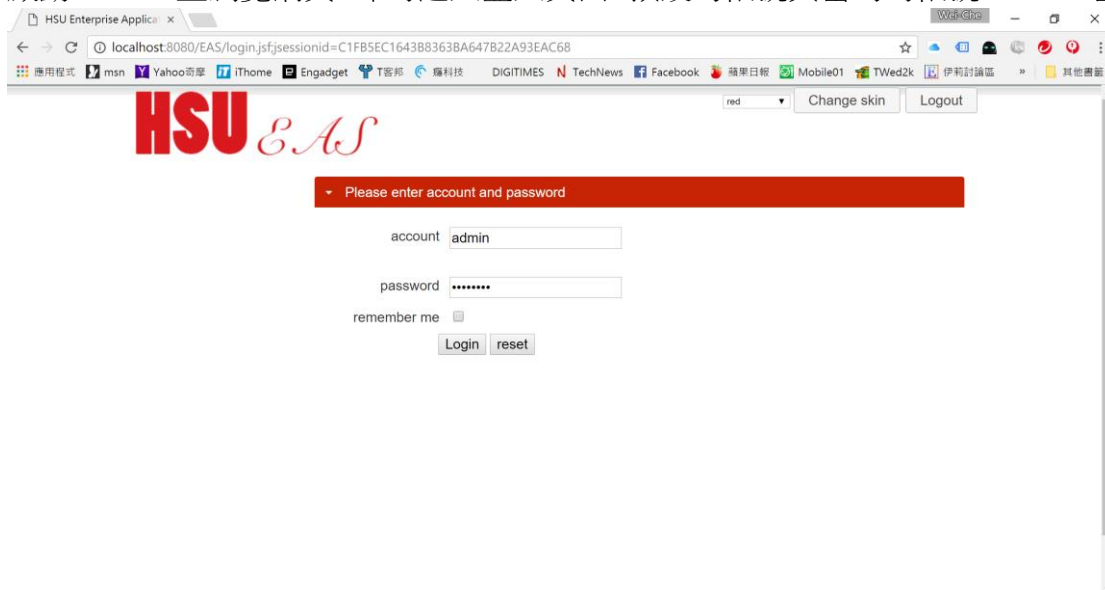 HSU Enterprise Applica
Wei-Che
localhost:8080/EAS/login.jsf;jsessionid=C1FB5EC1643B8363BA647B22A93EAC68
應用程式 msn Yahoo奇摩 iThome Engadget T客邦 癮科技 DIGITIMES TechNews Facebook 蘋果日報 Mobile01 TWed2k 伊莉討論區 » 其他書籤
HSU EAS
red Change skin Logout
Please enter account and password
account admin
password ••••••••
remember me
Login reset